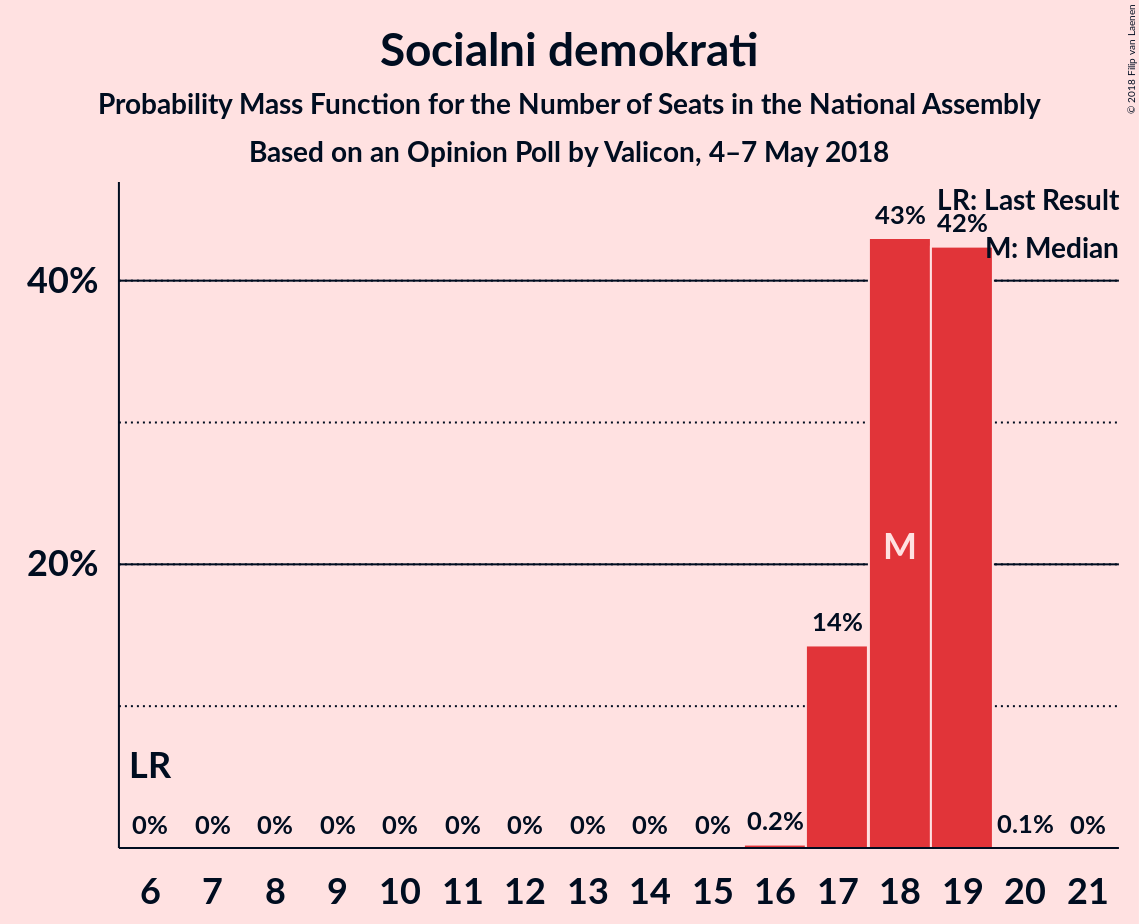 Socialni demokrati
Probability Mass Function for the Number of Seats in the National Assembly
Based on an Opinion Poll by Valicon, 4–7 May 2018
© 2018 Filip van Laenen
LR: Last Result
M: Median
43%
42%
40%
M
20%
14%
LR
0% 0% 0% 0% 0% 0% 0% 0% 0% 0% 0.2% 0.1% 0%
6 7 8 9 10 11 12 13 14 15 16 17 18 19 20 21